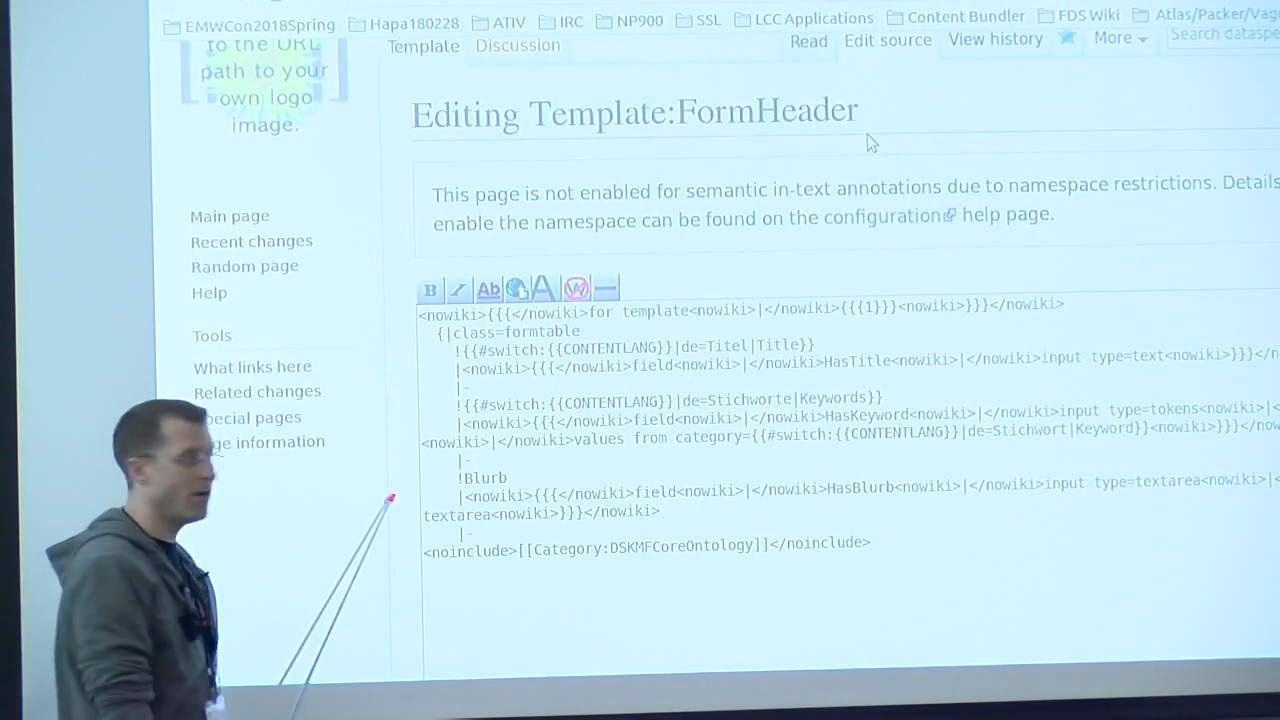 EMWCon2018Spring Hapa180228 ATIV IRC NP900 SSL LCC Applications Content Bundler FDS Wiki
to the URL
path to your
own logo
image.
Template Discussion Read Edit source View history More
Editing Template:FormHeader
This page is not enabled for semantic in-text annotations due to namespace restrictions. Details
enable the namespace can be found on the configuration help page.
Main page
Recent changes
Random page
Help
Tools
What links here
Related changes
pecial pages
ge information
B I Ab A W
<nowiki>{{{</nowiki>for template<nowiki>|</nowiki>{{{1}}}<nowiki>}}}</nowiki>
{|class=formtable
!{{#switch:{{CONTENTLANG}}|de=Titel|Title}}
|<nowiki>{{{</nowiki>field<nowiki>|</nowiki>HasTitle<nowiki>|</nowiki>input type=text<nowiki>}}}</n
|-
!{{#switch:{{CONTENTLANG}}|de=Stichworte|Keywords}}
|<nowiki>{{{</nowiki>field<nowiki>|</nowiki>HasKeyword<nowiki>|</nowiki>input type=tokens<nowiki>|<
<nowiki>|</nowiki>values from category={{#switch:{{CONTENTLANG}}|de=Stichwort|Keyword}}<nowiki>}}}</now
|-
!Blurb
|<nowiki>{{{</nowiki>field<nowiki>|</nowiki>HasBlurb<nowiki>|</nowiki>input type=textarea<nowiki>|<
textarea<nowiki>}}}</nowiki>
|-
<noinclude>[[Category:DSKMFCoreOntology]]</noinclude>